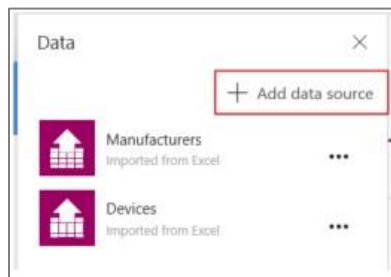 Data
+ Add data source
Manufacturers
Imported from Excel
Devices
Imported from Excel